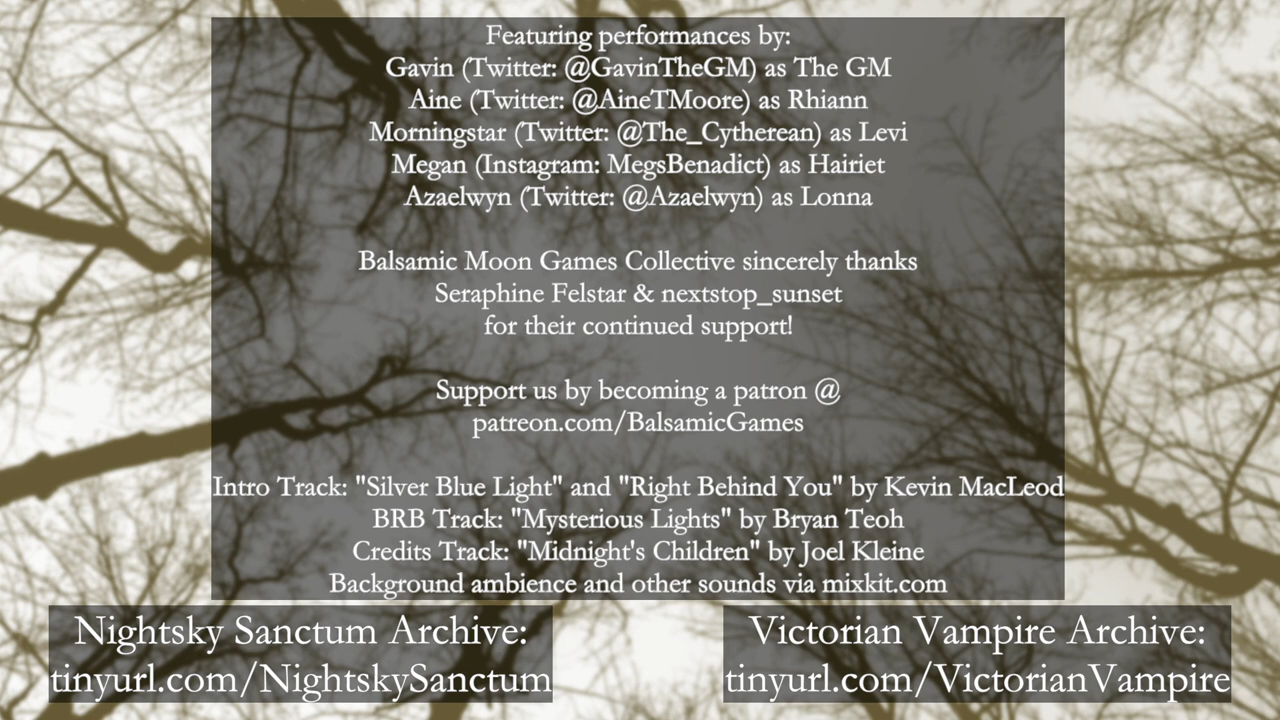 Featuring performances by:
Gavin (Twitter: @GavinTheGM) as The GM
Aine (Twitter: @AineTMoore) as Rhiann
Morningstar (Twitter: @The_Cytherean) as Levi
Megan (Instagram: MegsBenadict) as Hairiet
Azaelwyn (Twitter: @Azaelwyn) as Lonna
Balsamic Moon Games Collective sincerely thanks
Seraphine Felstar & nextstop_sunset
for their continued support!
Support us by becoming a patron @
patreon.com/BalsamicGames
Intro Track: "Silver Blue Light" and "Right Behind You" by Kevin MacLeod
BRB Track: "Mysterious Lights" by Bryan Teoh
Credits Track: "Midnight's Children" by Joel Kleine
Background ambience and other sounds via mixkit.com
Nightsky Sanctum Archive:
tinyurl.com/NightskySanctum
Victorian Vampire Archive:
tinyurl.com/VictorianVampire